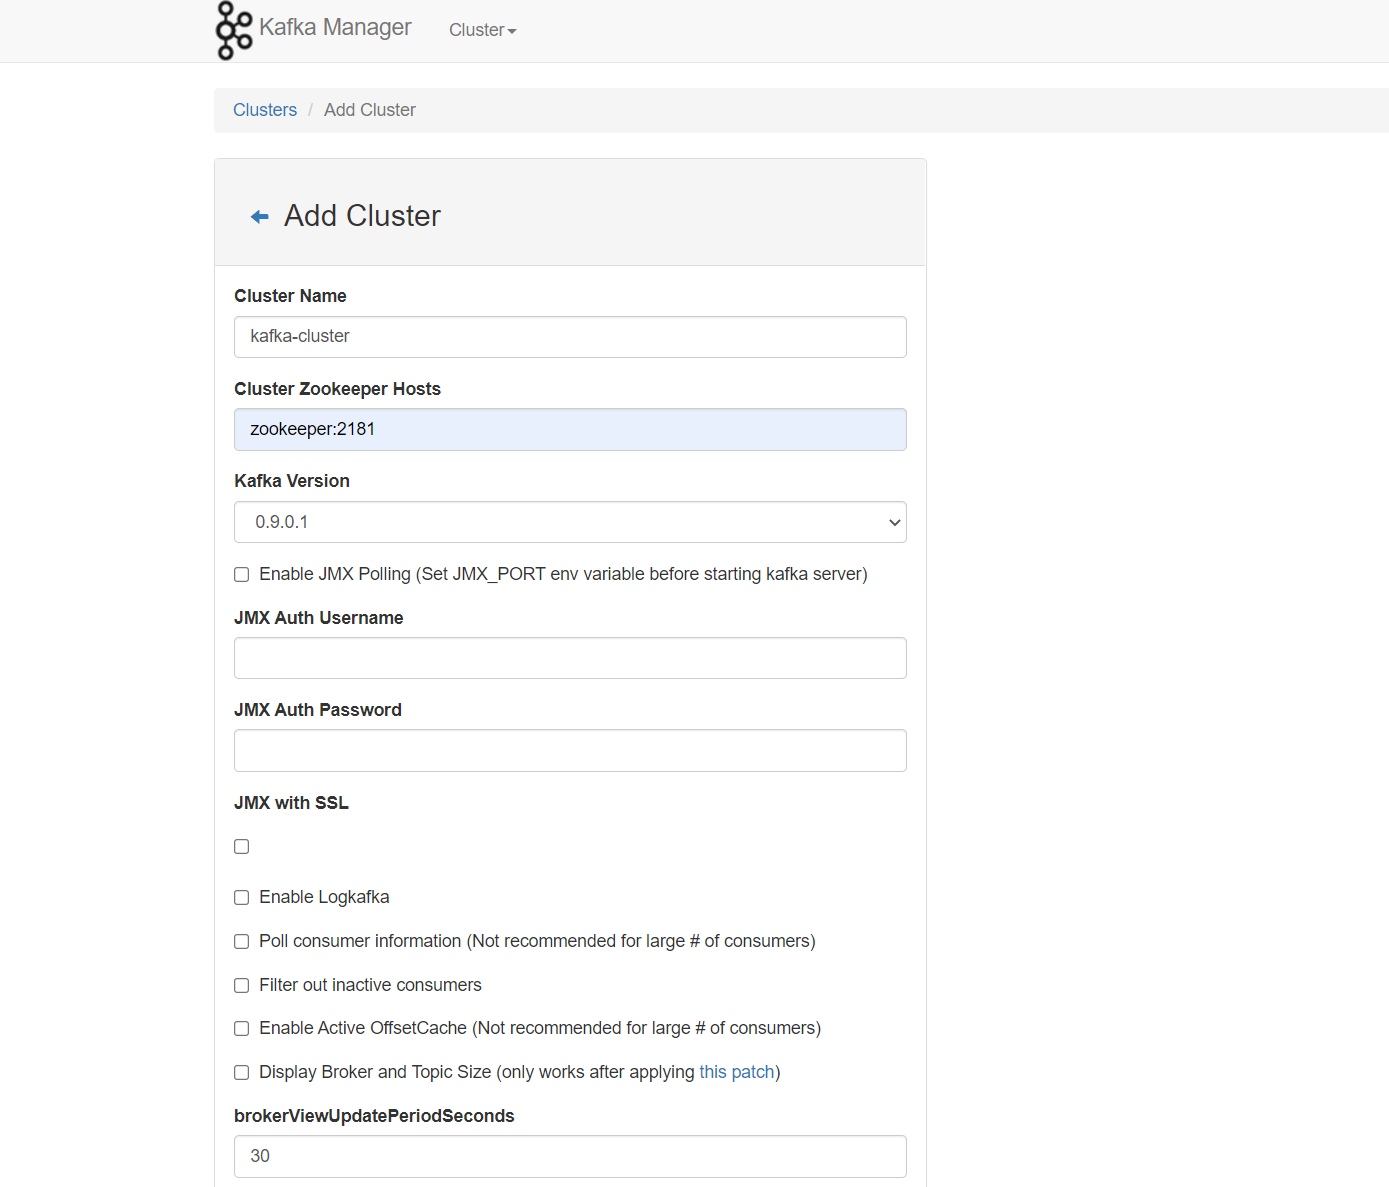 Kafka Manager Cluster
Clusters / Add Cluster
Add Cluster
Cluster Name
kafka-cluster
Cluster Zookeeper Hosts
zookeeper:2181
Kafka Version
0.9.0.1
Enable JMX Polling (Set JMX_PORT env variable before starting kafka server)
JMX Auth Username
JMX Auth Password
JMX with SSL
Enable Logkafka
Poll consumer information (Not recommended for large # of consumers)
Filter out inactive consumers
Enable Active OffsetCache (Not recommended for large # of consumers)
Display Broker and Topic Size (only works after applying this patch)
brokerViewUpdatePeriodSeconds
30